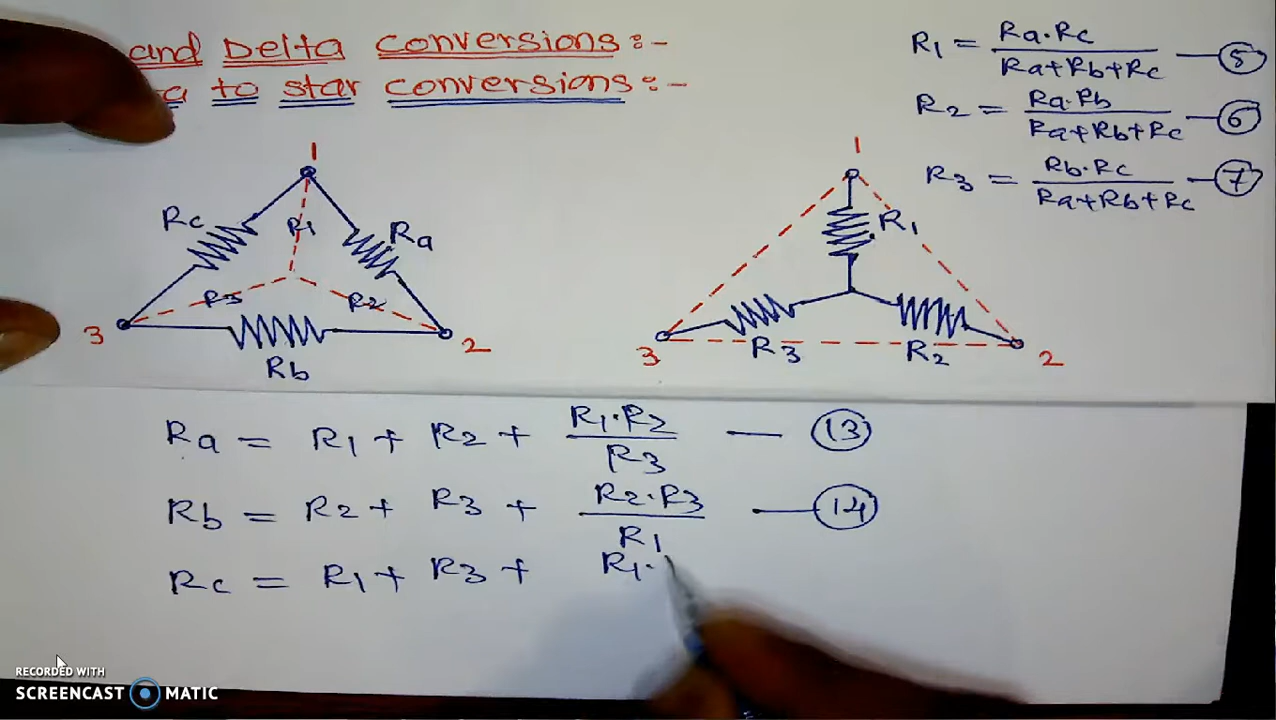 and Delta conversions:-
to star conversions:-
R1 = Ra.Rc / Ra+Rb+Rc — 5
R2 = Ra.Rb / Ra+Rb+Rc — 6
R3 = Rb.Rc / Ra+Rb+Rc — 7
1
Rc R1 Ra
R3 R2
3 2
Rb
1
R1
3 R3 R2 2
Ra = R1 + R2 + R1.R2 / R3 — 13
Rb = R2 + R3 + R2.R3 / R1 — 14
Rc = R1 + R3 + R1.
RECORDED WITH
SCREENCAST MATIC